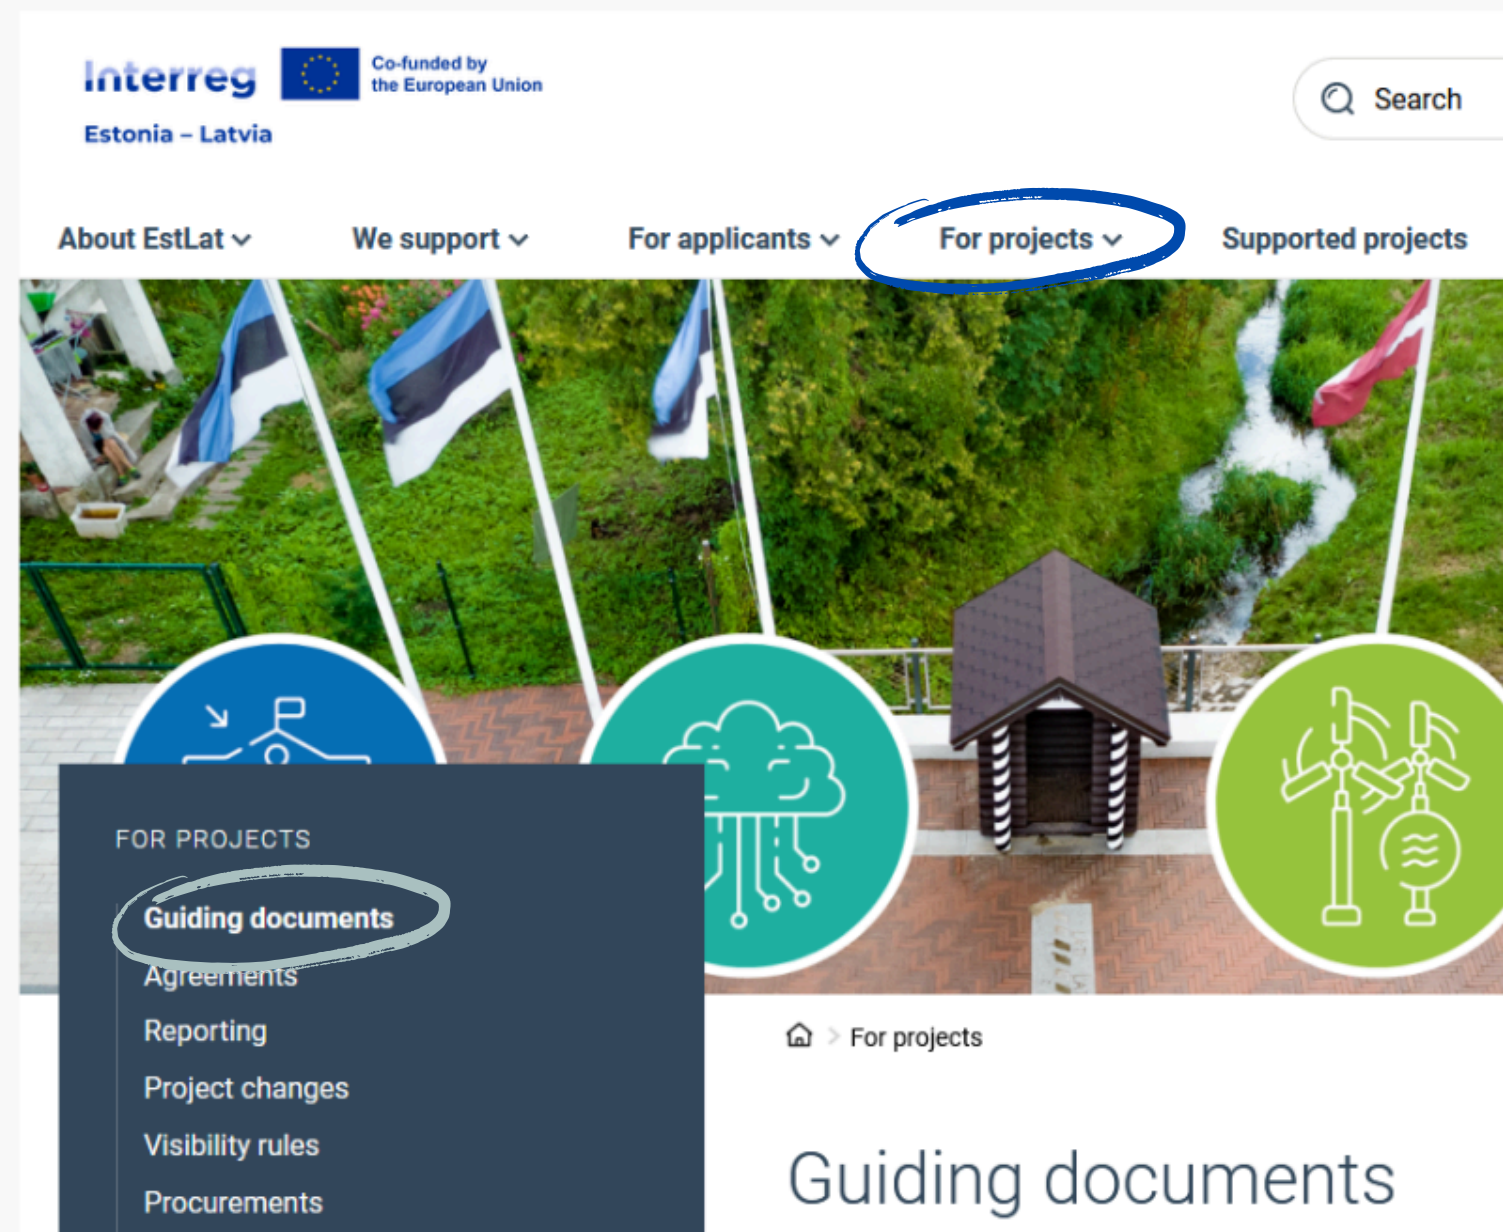 Interreg
Co-funded by
the European Union
Estonia – Latvia
Search
About EstLat
We support
For applicants
For projects
Supported projects
FOR PROJECTS
Guiding documents
Agreements
Reporting
Project changes
Visibility rules
Procurements
For projects
Guiding documents